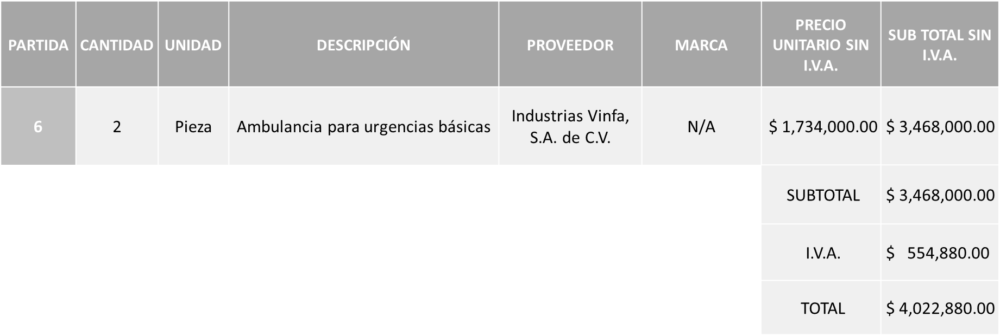 PARTIDA CANTIDAD UNIDAD DESCRIPCIÓN PROVEEDOR MARCA PRECIO UNITARIO SIN I.V.A. SUB TOTAL SIN I.V.A.
6 2 Pieza Ambulancia para urgencias básicas Industrias Vinfa, S.A. de C.V. N/A $ 1,734,000.00 $ 3,468,000.00
SUBTOTAL $ 3,468,000.00
I.V.A. $ 554,880.00
TOTAL $ 4,022,880.00